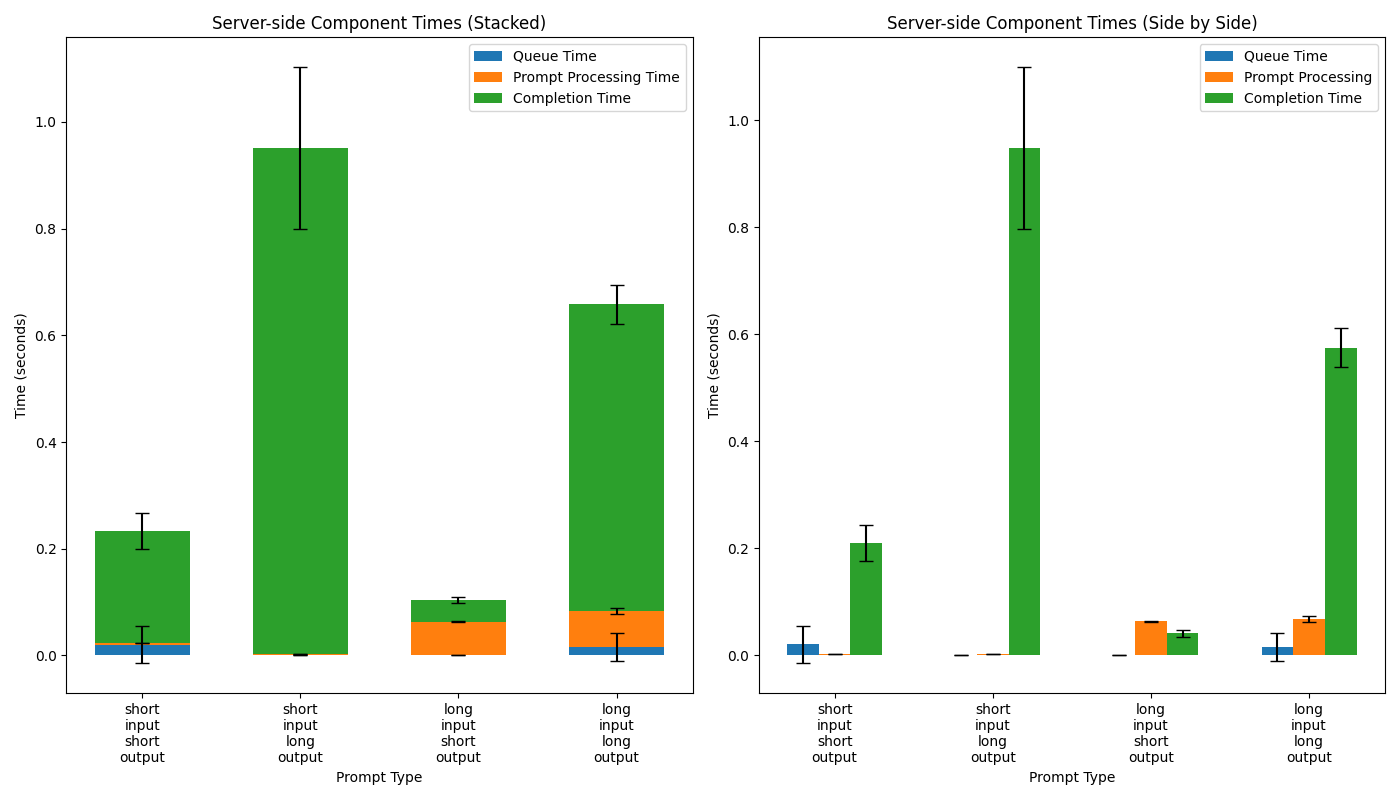 Server-side Component Times (Stacked)
Queue Time
Prompt Processing Time
Completion Time
1.0
0.8
0.6
0.4
0.2
0.0
Time (seconds)
short
input
short
output
short
input
long
output
long
input
short
output
long
input
long
output
Prompt Type
Server-side Component Times (Side by Side)
Queue Time
Prompt Processing
Completion Time
1.0
0.8
0.6
0.4
0.2
0.0
Time (seconds)
short
input
short
output
short
input
long
output
long
input
short
output
long
input
long
output
Prompt Type